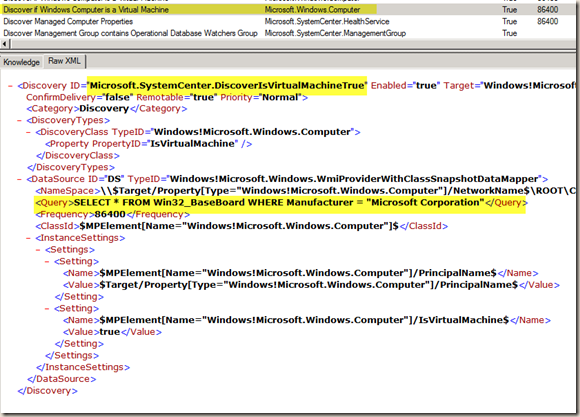 Discover if Windows Computer is a Virtual Machine Microsoft.Windows.Computer True 86400
Discover Managed Computer Properties Microsoft.SystemCenter.HealthService True 86400
Discover Management Group contains Operational Database Watchers Group Microsoft.SystemCenter.ManagementGroup True
Knowledge Raw XML
- <Discovery ID="Microsoft.SystemCenter.DiscoverIsVirtualMachineTrue" Enabled="true" Target="Windows!Microsoft
ConfirmDelivery="false" Remotable="true" Priority="Normal">
<Category>Discovery</Category>
- <DiscoveryTypes>
- <DiscoveryClass TypeID="Windows!Microsoft.Windows.Computer">
<Property PropertyID="IsVirtualMachine" />
</DiscoveryClass>
</DiscoveryTypes>
- <DataSource ID="DS" TypeID="Windows!Microsoft.Windows.WmiProviderWithClassSnapshotDataMapper">
<NameSpace>\\$Target/Property[Type="Windows!Microsoft.Windows.Computer"]/NetworkName$\ROOT\C
<Query>SELECT * FROM Win32_BaseBoard WHERE Manufacturer = "Microsoft Corporation"</Query>
<Frequency>86400</Frequency>
<ClassId>$MPElement[Name="Windows!Microsoft.Windows.Computer"]$</ClassId>
- <InstanceSettings>
- <Settings>
- <Setting>
<Name>$MPElement[Name="Windows!Microsoft.Windows.Computer"]/PrincipalName$</Name>
<Value>$Target/Property[Type="Windows!Microsoft.Windows.Computer"]/PrincipalName$</Value>
</Setting>
- <Setting>
<Name>$MPElement[Name="Windows!Microsoft.Windows.Computer"]/IsVirtualMachine$</Name>
<Value>true</Value>
</Setting>
</Settings>
</InstanceSettings>
</DataSource>
</Discovery>